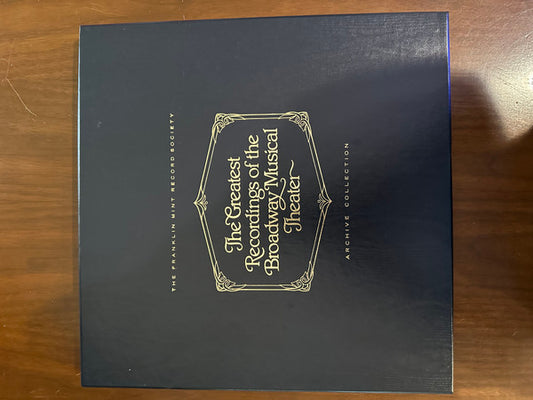 THE FRANKLIN MINT RECORD SOCIETY
The Greatest
Recordings of the
Broadway Musical
Theater
ARCHIVE COLLECTION